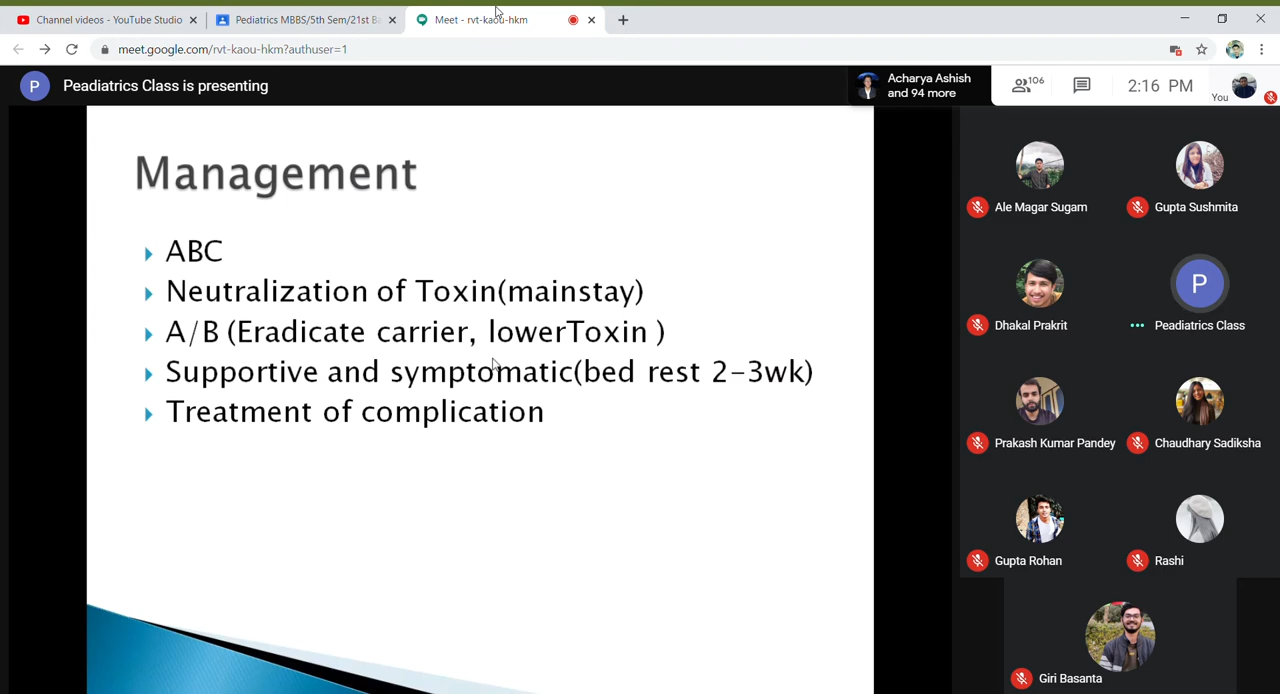 Channel videos - YouTube Studio
Pediatrics MBBS/5th Sem/21st Ba
Meet - rvt-kaou-hkm
meet.google.com/rvt-kaou-hkm?authuser=1
P
Peadiatrics Class is presenting
Acharya Ashish
and 94 more
106
2:16 PM
You
Management
ABC
Neutralization of Toxin(mainstay)
A/B (Eradicate carrier, lowerToxin )
Supportive and symptomatic(bed rest 2-3wk)
Treatment of complication
Ale Magar Sugam
Gupta Sushmita
P
Dhakal Prakrit
Peadiatrics Class
Prakash Kumar Pandey
Chaudhary Sadiksha
Gupta Rohan
Rashi
Giri Basanta